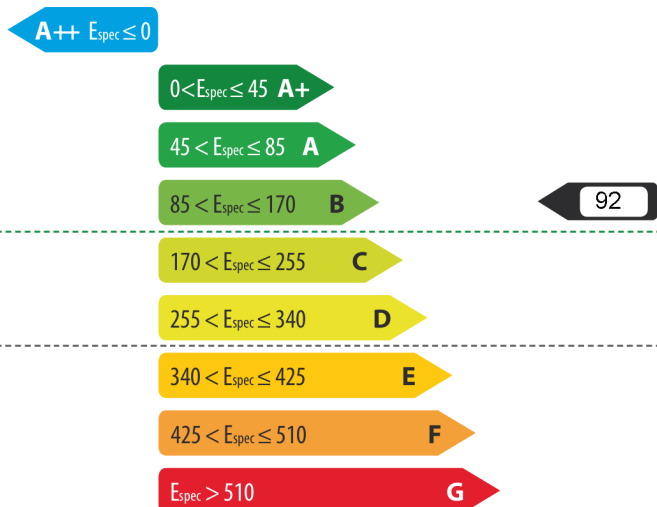 A++ Espec ≤ 0
0<Espec ≤ 45 A+
45 < Espec ≤ 85 A
85 < Espec ≤ 170 B
92
170 < Espec ≤ 255 C
255 < Espec ≤ 340 D
340 < Espec ≤ 425 E
425 < Espec ≤ 510 F
Espec > 510 G